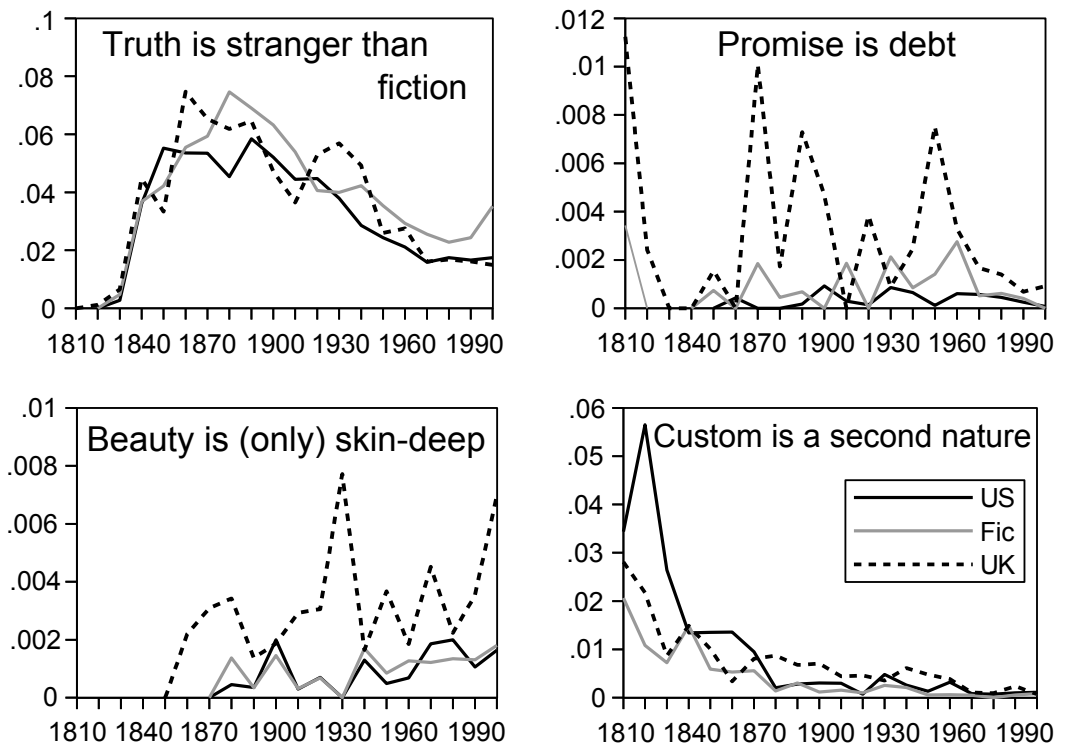 .1
Truth is stranger than
fiction
.08
.06
.04
.02
0
1810 1840 1870 1900 1930 1960 1990
.012
Promise is debt
.01
.008
.006
.004
.002
0
1810 1840 1870 1900 1930 1960 1990
.01
Beauty is (only) skin-deep
.008
.006
.004
.002
0
1810 1840 1870 1900 1930 1960 1990
.06
Custom is a second nature
.05
US
.04
Fic
.03
UK
.02
.01
0
1810 1840 1870 1900 1930 1960 1990